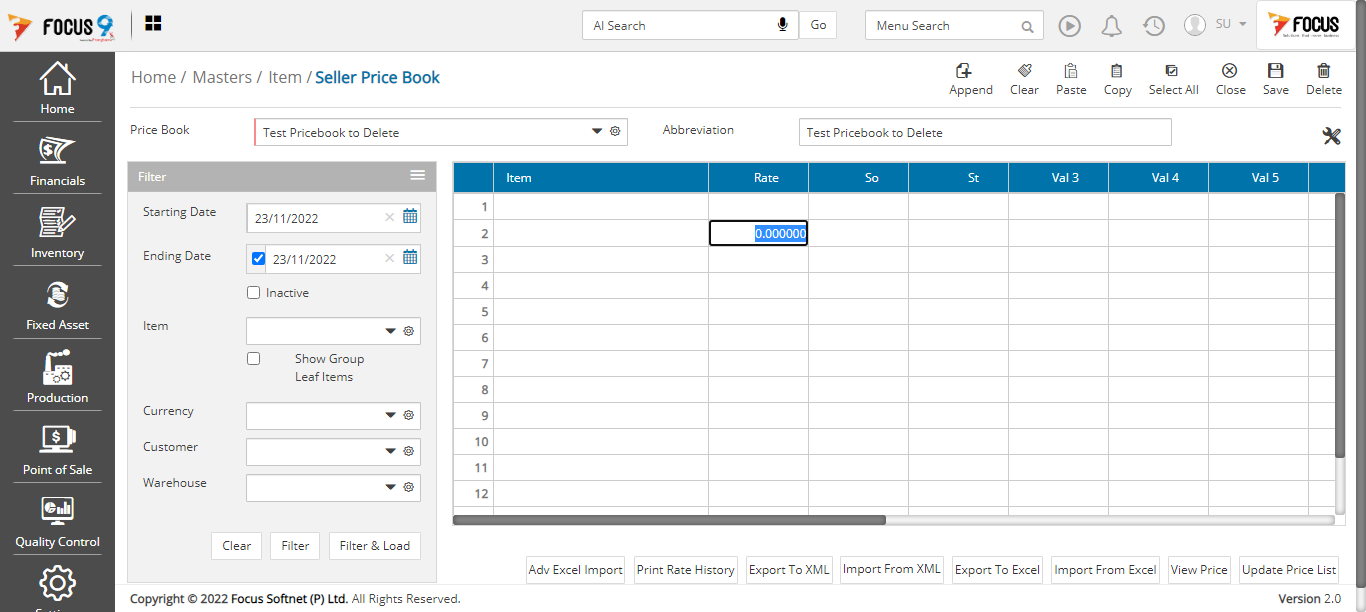 FOCUS 9
AI Search
Go
Menu Search
SU
FOCUS
Home
Financials
Inventory
Fixed Asset
Production
Point of Sale
Quality Control
Home / Masters / Item / Seller Price Book
Append
Clear
Paste
Copy
Select All
Close
Save
Delete
Price Book
Test Pricebook to Delete
Abbreviation
Test Pricebook to Delete
Filter
Starting Date
23/11/2022
Ending Date
23/11/2022
Inactive
Item
Show Group
Leaf Items
Currency
Customer
Warehouse
Clear
Filter
Filter & Load
Item Rate So St Val 3 Val 4 Val 5
1
2 0.000000
3
4
5
6
7
8
9
10
11
12
Adv Excel Import
Print Rate History
Export To XML
Import From XML
Export To Excel
Import From Excel
View Price
Update Price List
Copyright © 2022 Focus Softnet (P) Ltd. All Rights Reserved.
Version 2.0